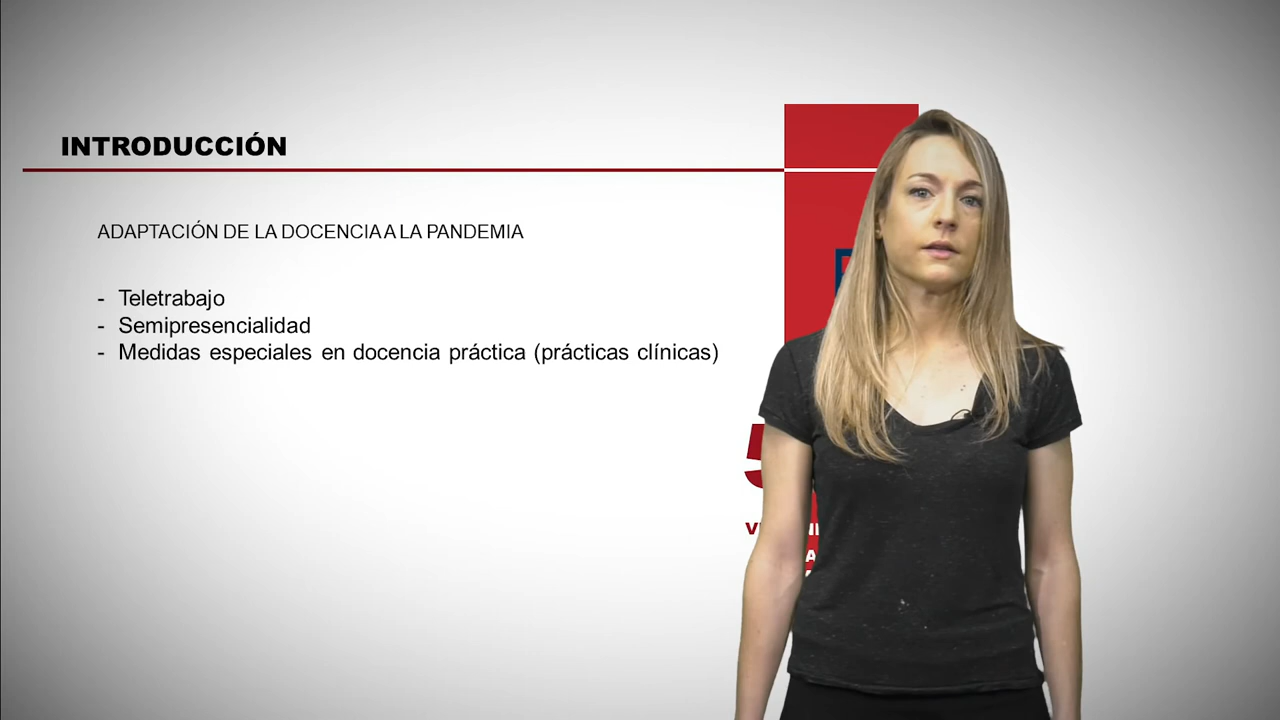 INTRODUCCIÓN
ADAPTACIÓN DE LA DOCENCIA A LA PANDEMIA
- Teletrabajo
- Semipresencialidad
- Medidas especiales en docencia práctica (prácticas clínicas)